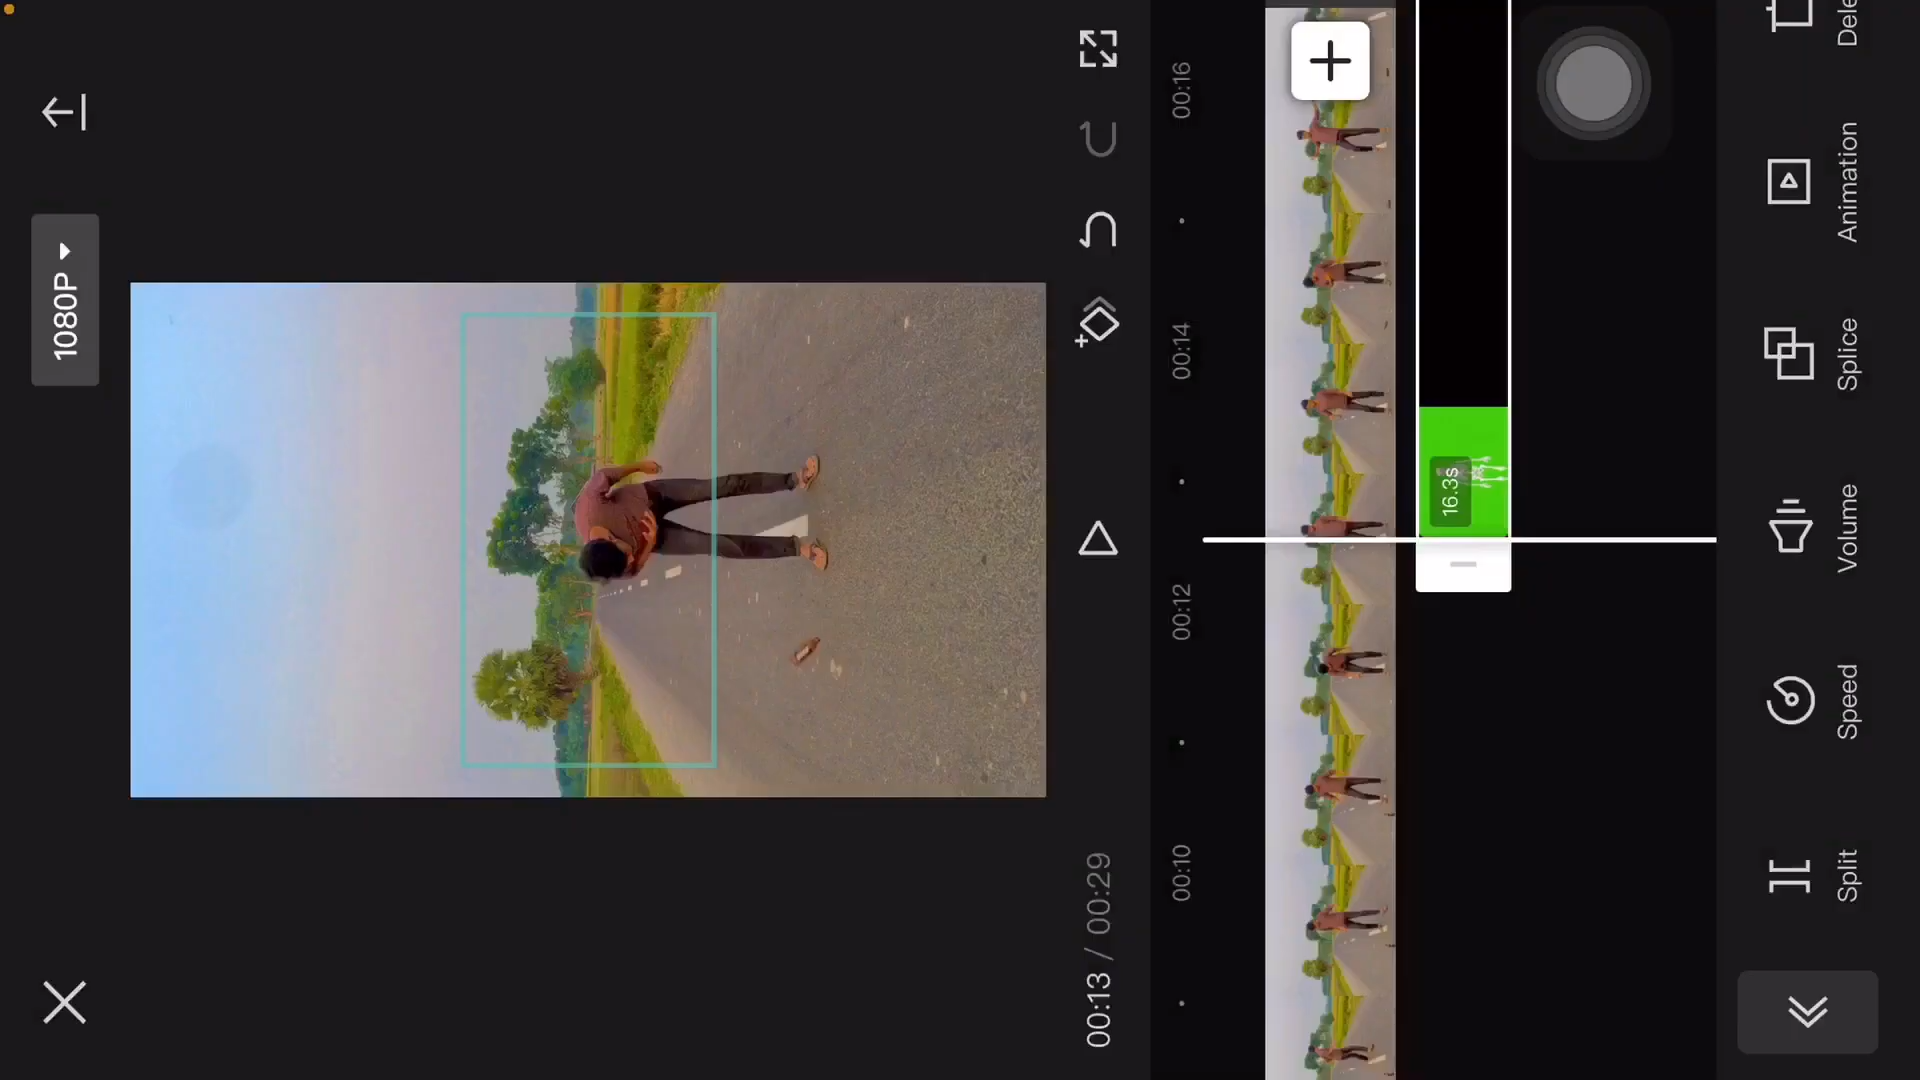 1080P
00:13 / 00:29
00:10
00:12
00:14
00:16
16.3s
Split
Speed
Volume
Splice
Animation
Dele